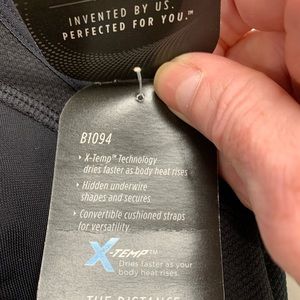 INVENTED BY US.
PERFECTED FOR YOU.™
B1094
• X-Temp™ Technology
dries faster as body heat rises
• Hidden underwire
shapes and secures
• Convertible cushioned straps
for versatility
X-TEMP™
Dries faster as your
body heat rises.
THE DISTANCE